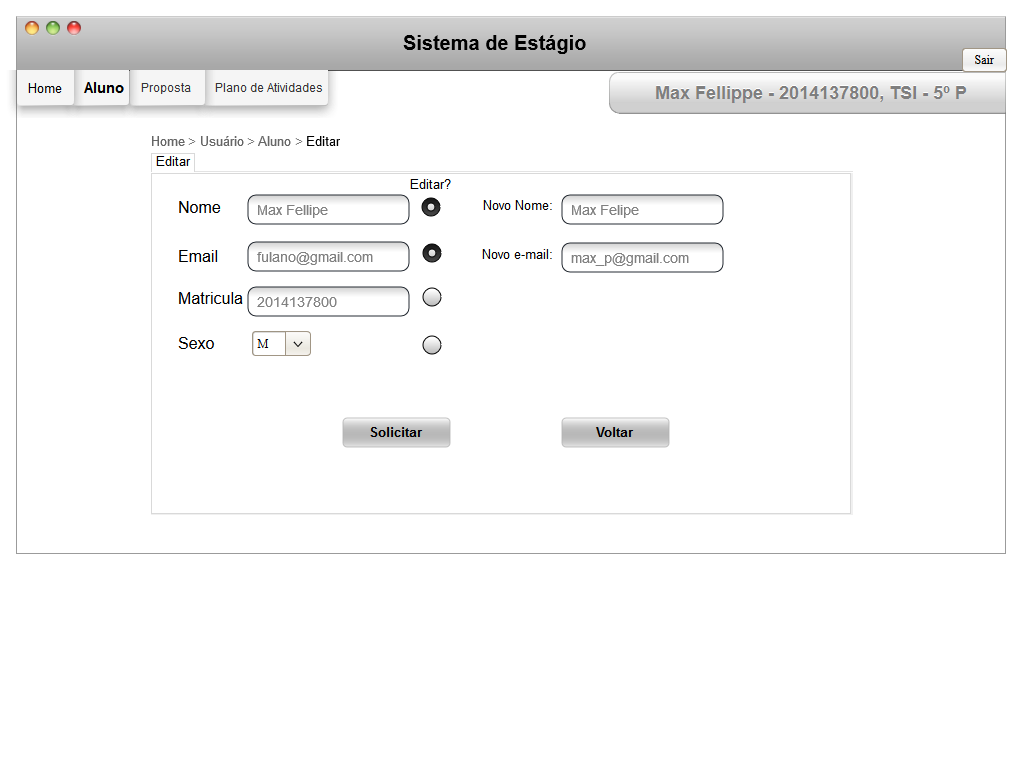 Sistema de Estágio
Sair
Home Aluno Proposta Plano de Atividades
Max Fellippe - 2014137800, TSI - 5º P
Home > Usuário > Aluno > Editar
Editar
Editar?
Nome Max Fellipe Novo Nome: Max Felipe
Email fulano@gmail.com Novo e-mail: max_p@gmail.com
Matricula 2014137800
Sexo M
Solicitar Voltar